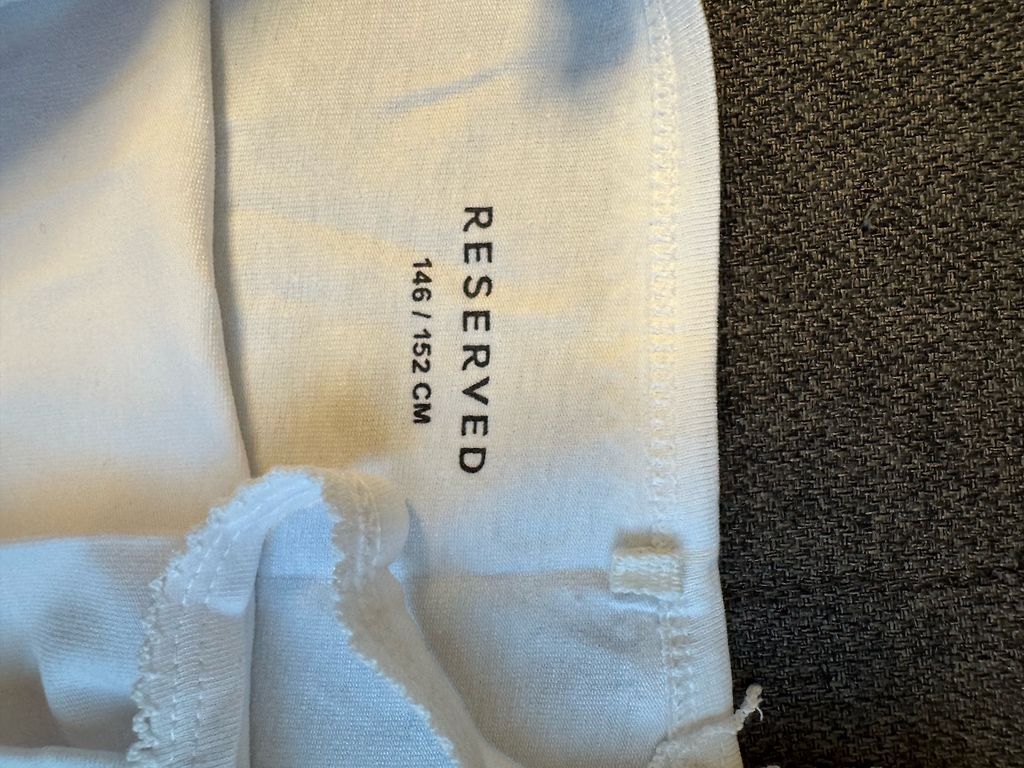 RESERVED
146 / 152 CM